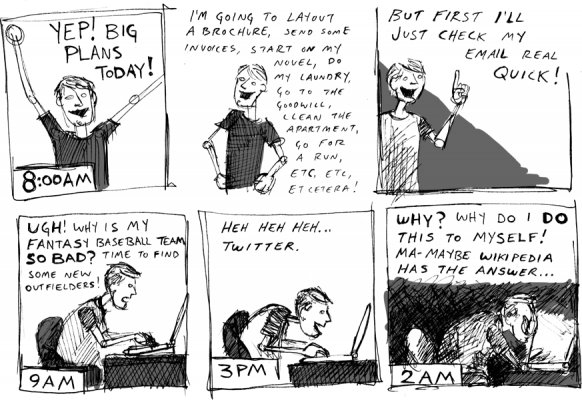 YEP! BIG
PLANS
TODAY!
8:00AM
I'M GOING TO LAYOUT
A BROCHURE, SEND SOME
INVOICES, START ON MY
NOVEL, DO
MY LAUNDRY,
GO TO THE
GOODWILL,
CLEAN THE
APARTMENT,
GO FOR
A RUN,
ETC, ETC,
ETCETERA!
BUT FIRST I'LL
JUST CHECK MY
EMAIL REAL
QUICK!
UGH! WHY IS MY
FANTASY BASEBALL TEAM
SO BAD? TIME TO FIND
SOME NEW
OUTFIELDERS!
9AM
HEH HEH HEH...
TWITTER.
3PM
WHY? WHY DO I DO
THIS TO MYSELF!
MA-MAYBE WIKIPEDIA
HAS THE ANSWER...
2AM